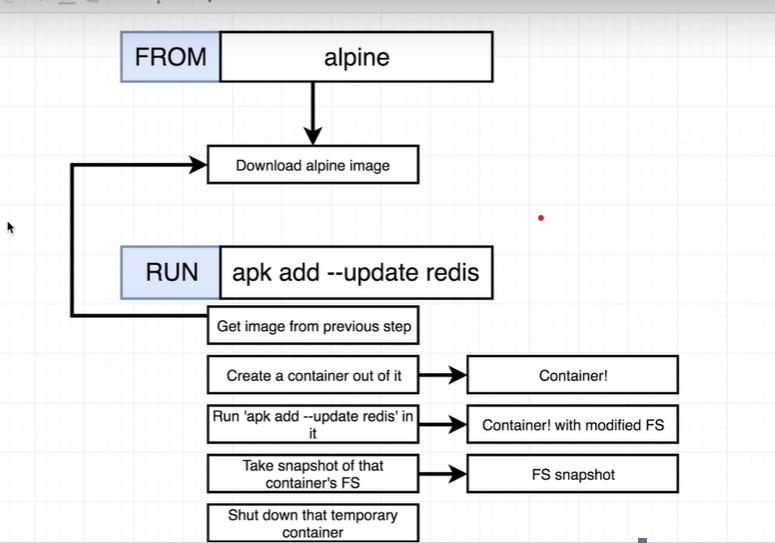 FROM alpine
Download alpine image
RUN apk add --update redis
Get image from previous step
Create a container out of it
Container!
Run 'apk add --update redis' in
it
Container! with modified FS
Take snapshot of that
container's FS
FS snapshot
Shut down that temporary
container